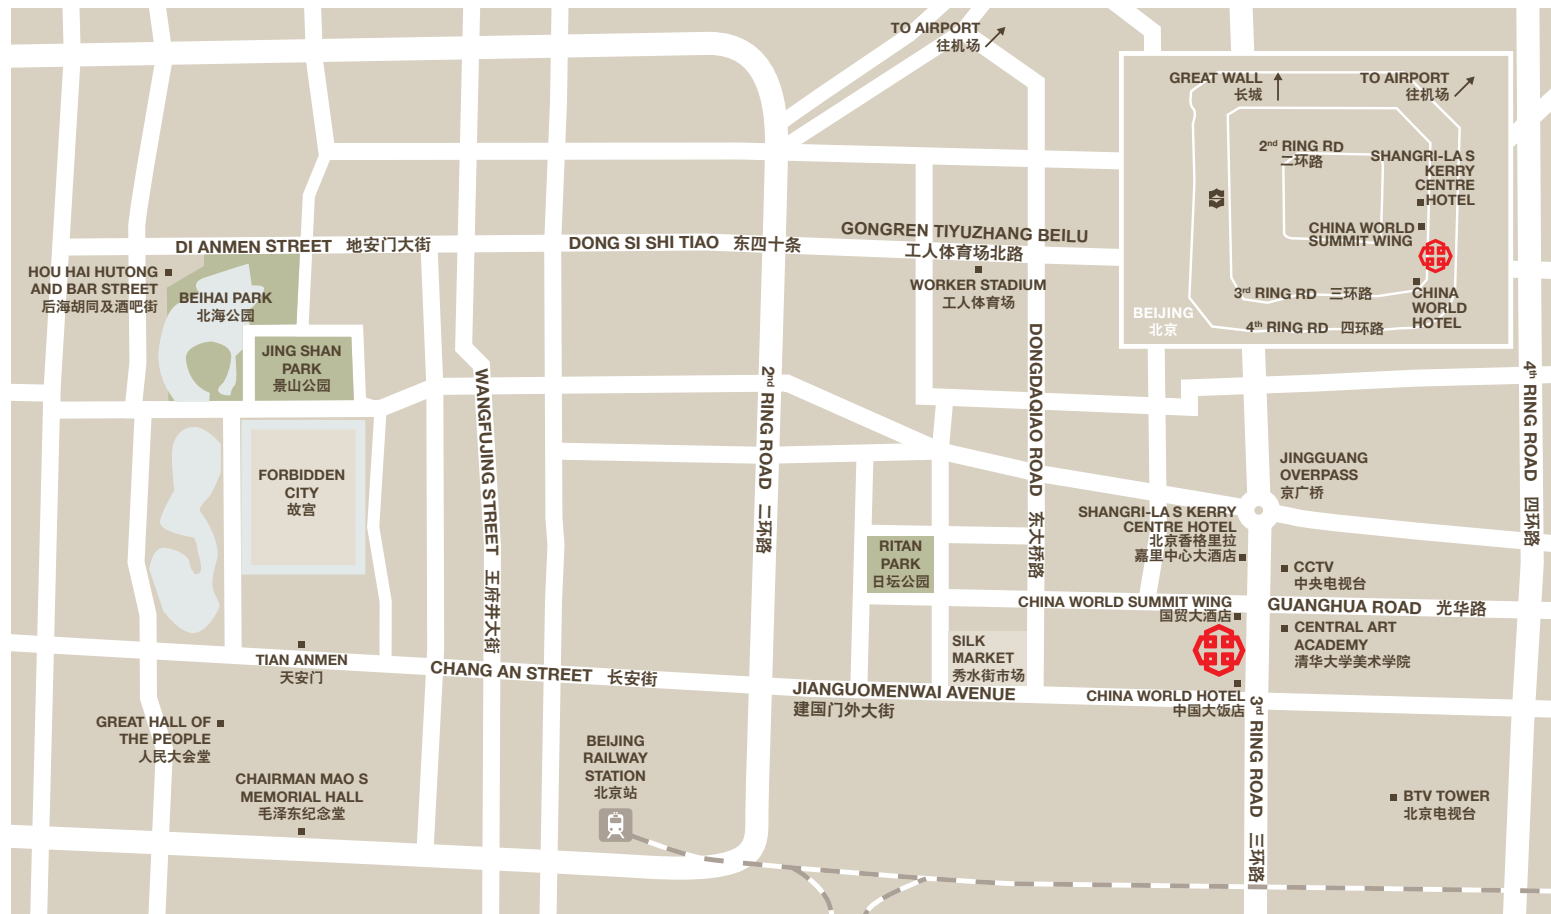 TO AIRPORT
往机场
GREAT WALL
长城
TO AIRPORT
往机场
2nd RING RD
二环路
SHANGRI-LA S
KERRY
CENTRE
HOTEL
CHINA WORLD
SUMMIT WING
3rd RING RD 三环路
CHINA
WORLD
HOTEL
BEIJING
北京
4th RING RD 四环路
DI ANMEN STREET 地安门大街
DONG SI SHI TIAO 东四十条
GONGREN TIYUZHANG BEILU
工人体育场北路
HOU HAI HUTONG
AND BAR STREET
后海胡同及酒吧街
BEIHAI PARK
北海公园
WORKER STADIUM
工人体育场
JING SHAN
PARK
景山公园
WANGFUJING STREET 王府井大街
2nd RING ROAD 二环路
DONGDAQIAO ROAD 东大桥路
4th RING ROAD 四环路
FORBIDDEN
CITY
故宫
JINGGUANG
OVERPASS
京广桥
SHANGRI-LA S KERRY
CENTRE HOTEL
北京香格里拉
嘉里中心大酒店
RITAN
PARK
日坛公园
CCTV
中央电视台
CHINA WORLD SUMMIT WING
国贸大酒店
GUANGHUA ROAD 光华路
CENTRAL ART
ACADEMY
清华大学美术学院
SILK
MARKET
秀水街市场
TIAN ANMEN
天安门
CHANG AN STREET 长安街
JIANGUOMENWAI AVENUE
建国门外大街
CHINA WORLD HOTEL
中国大饭店
3rd RING ROAD 三环路
GREAT HALL OF
THE PEOPLE
人民大会堂
BEIJING
RAILWAY
STATION
北京站
CHAIRMAN MAO S
MEMORIAL HALL
毛泽东纪念堂
BTV TOWER
北京电视台